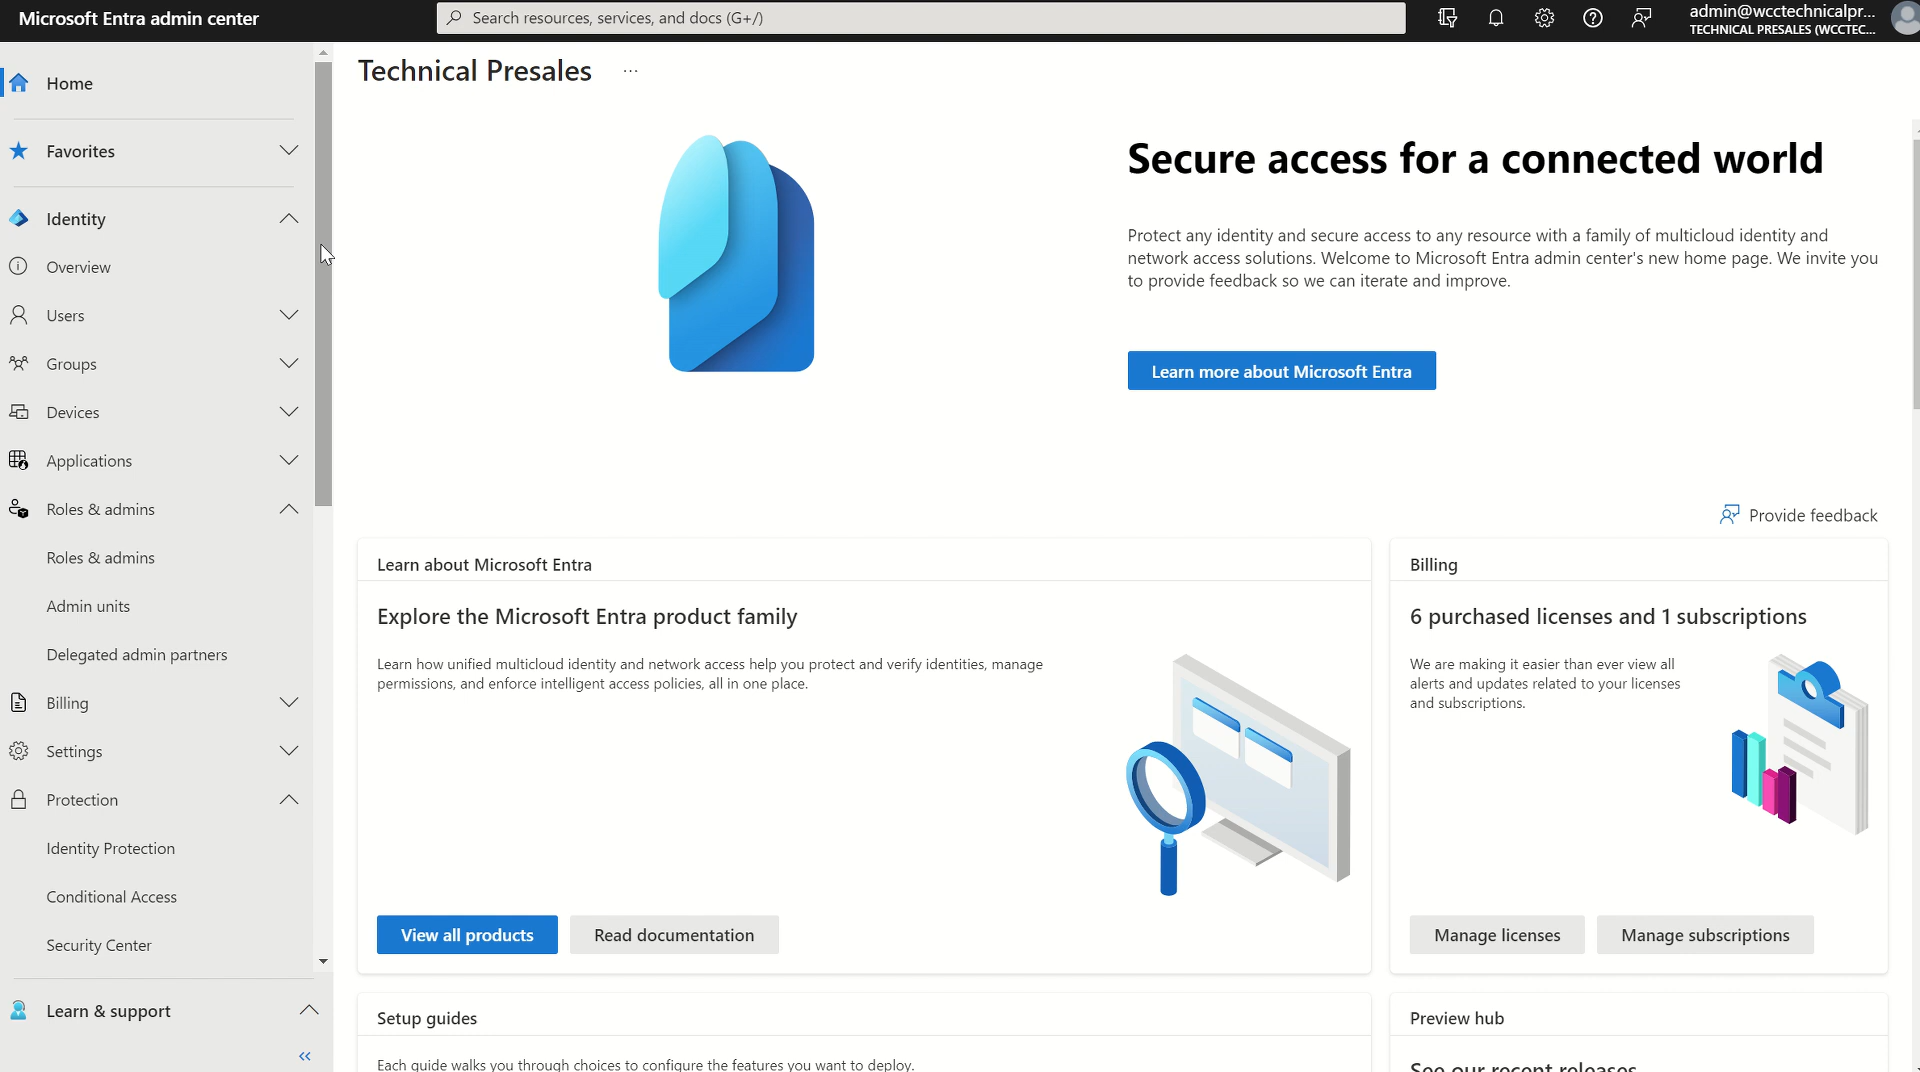 Microsoft Entra admin center
Search resources, services, and docs (G+/)
admin@wcctechnicalpr...
TECHNICAL PRESALES (WCCTEC...
Home
Favorites
Identity
Overview
Users
Groups
Devices
Applications
Roles & admins
Roles & admins
Admin units
Delegated admin partners
Billing
Settings
Protection
Identity Protection
Conditional Access
Security Center
Learn & support
Technical Presales ...
Secure access for a connected world
Protect any identity and secure access to any resource with a family of multicloud identity and
network access solutions. Welcome to Microsoft Entra admin center's new home page. We invite you
to provide feedback so we can iterate and improve.
Learn more about Microsoft Entra
Provide feedback
Learn about Microsoft Entra
Explore the Microsoft Entra product family
Learn how unified multicloud identity and network access help you protect and verify identities, manage
permissions, and enforce intelligent access policies, all in one place.
View all products
Read documentation
Billing
6 purchased licenses and 1 subscriptions
We are making it easier than ever view all
alerts and updates related to your licenses
and subscriptions.
Manage licenses
Manage subscriptions
Setup guides
Each guide walks you through choices to configure the features you want to deploy.
Preview hub
See our recent releases